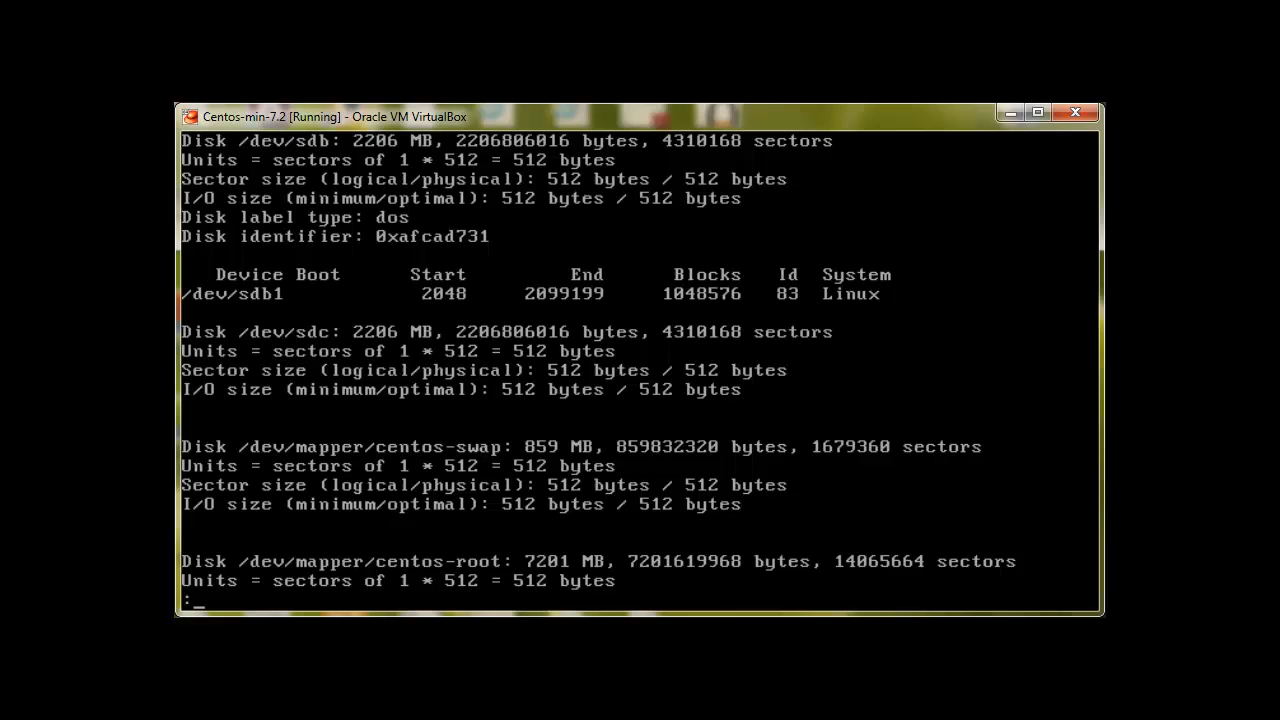 Centos-min-7.2 [Running] - Oracle VM VirtualBox
Disk /dev/sdb: 2206 MB, 2206806016 bytes, 4310168 sectors
Units = sectors of 1 * 512 = 512 bytes
Sector size (logical/physical): 512 bytes / 512 bytes
I/O size (minimum/optimal): 512 bytes / 512 bytes
Disk label type: dos
Disk identifier: 0xafcad731
Device Boot Start End Blocks Id System
/dev/sdb1 2048 2099199 1048576 83 Linux
Disk /dev/sdc: 2206 MB, 2206806016 bytes, 4310168 sectors
Units = sectors of 1 * 512 = 512 bytes
Sector size (logical/physical): 512 bytes / 512 bytes
I/O size (minimum/optimal): 512 bytes / 512 bytes
Disk /dev/mapper/centos-swap: 859 MB, 859832320 bytes, 1679360 sectors
Units = sectors of 1 * 512 = 512 bytes
Sector size (logical/physical): 512 bytes / 512 bytes
I/O size (minimum/optimal): 512 bytes / 512 bytes
Disk /dev/mapper/centos-root: 7201 MB, 7201619968 bytes, 14065664 sectors
Units = sectors of 1 * 512 = 512 bytes
:_